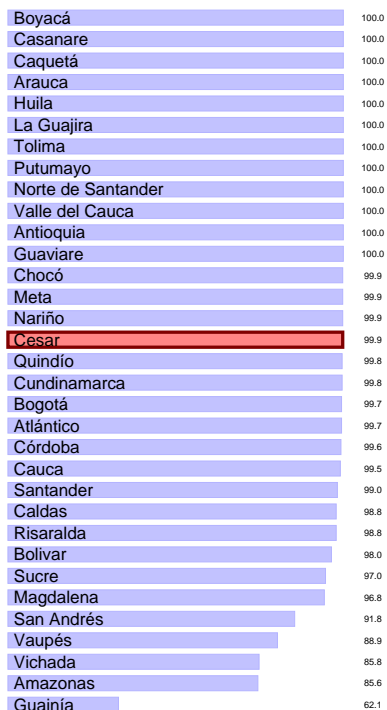 Boyacá 100.0
Casanare 100.0
Caquetá 100.0
Arauca 100.0
Huila 100.0
La Guajira 100.0
Tolima 100.0
Putumayo 100.0
Norte de Santander 100.0
Valle del Cauca 100.0
Antioquia 100.0
Guaviare 100.0
Chocó 99.9
Meta 99.9
Nariño 99.9
Cesar 99.9
Quindío 99.8
Cundinamarca 99.8
Bogotá 99.7
Atlántico 99.7
Córdoba 99.6
Cauca 99.5
Santander 99.0
Caldas 98.8
Risaralda 98.8
Bolivar 98.0
Sucre 97.0
Magdalena 96.8
San Andrés 91.8
Vaupés 88.9
Vichada 85.8
Amazonas 85.6
Guainía 62.1